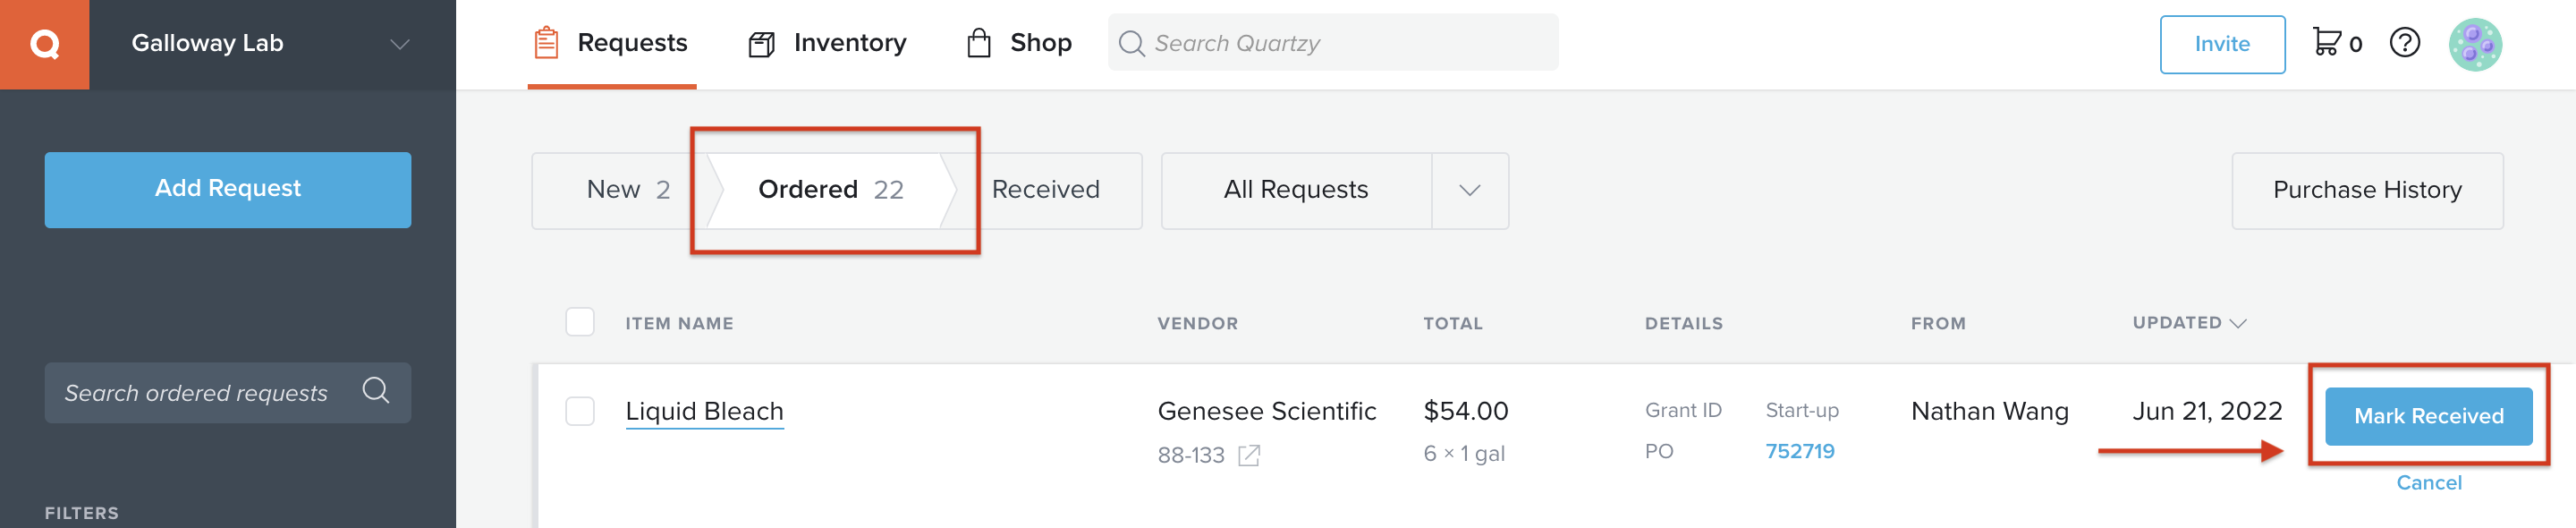 Galloway Lab
Requests
Inventory
Shop
Search Quartzy
Invite
0
Add Request
New 2
Ordered 22
Received
All Requests
Purchase History
ITEM NAME
VENDOR
TOTAL
DETAILS
FROM
UPDATED
Search ordered requests
Liquid Bleach
Genesee Scientific
88-133
$54.00
6 × 1 gal
Grant ID Start-up
PO 752719
Nathan Wang
Jun 21, 2022
Mark Received
Cancel
FILTERS